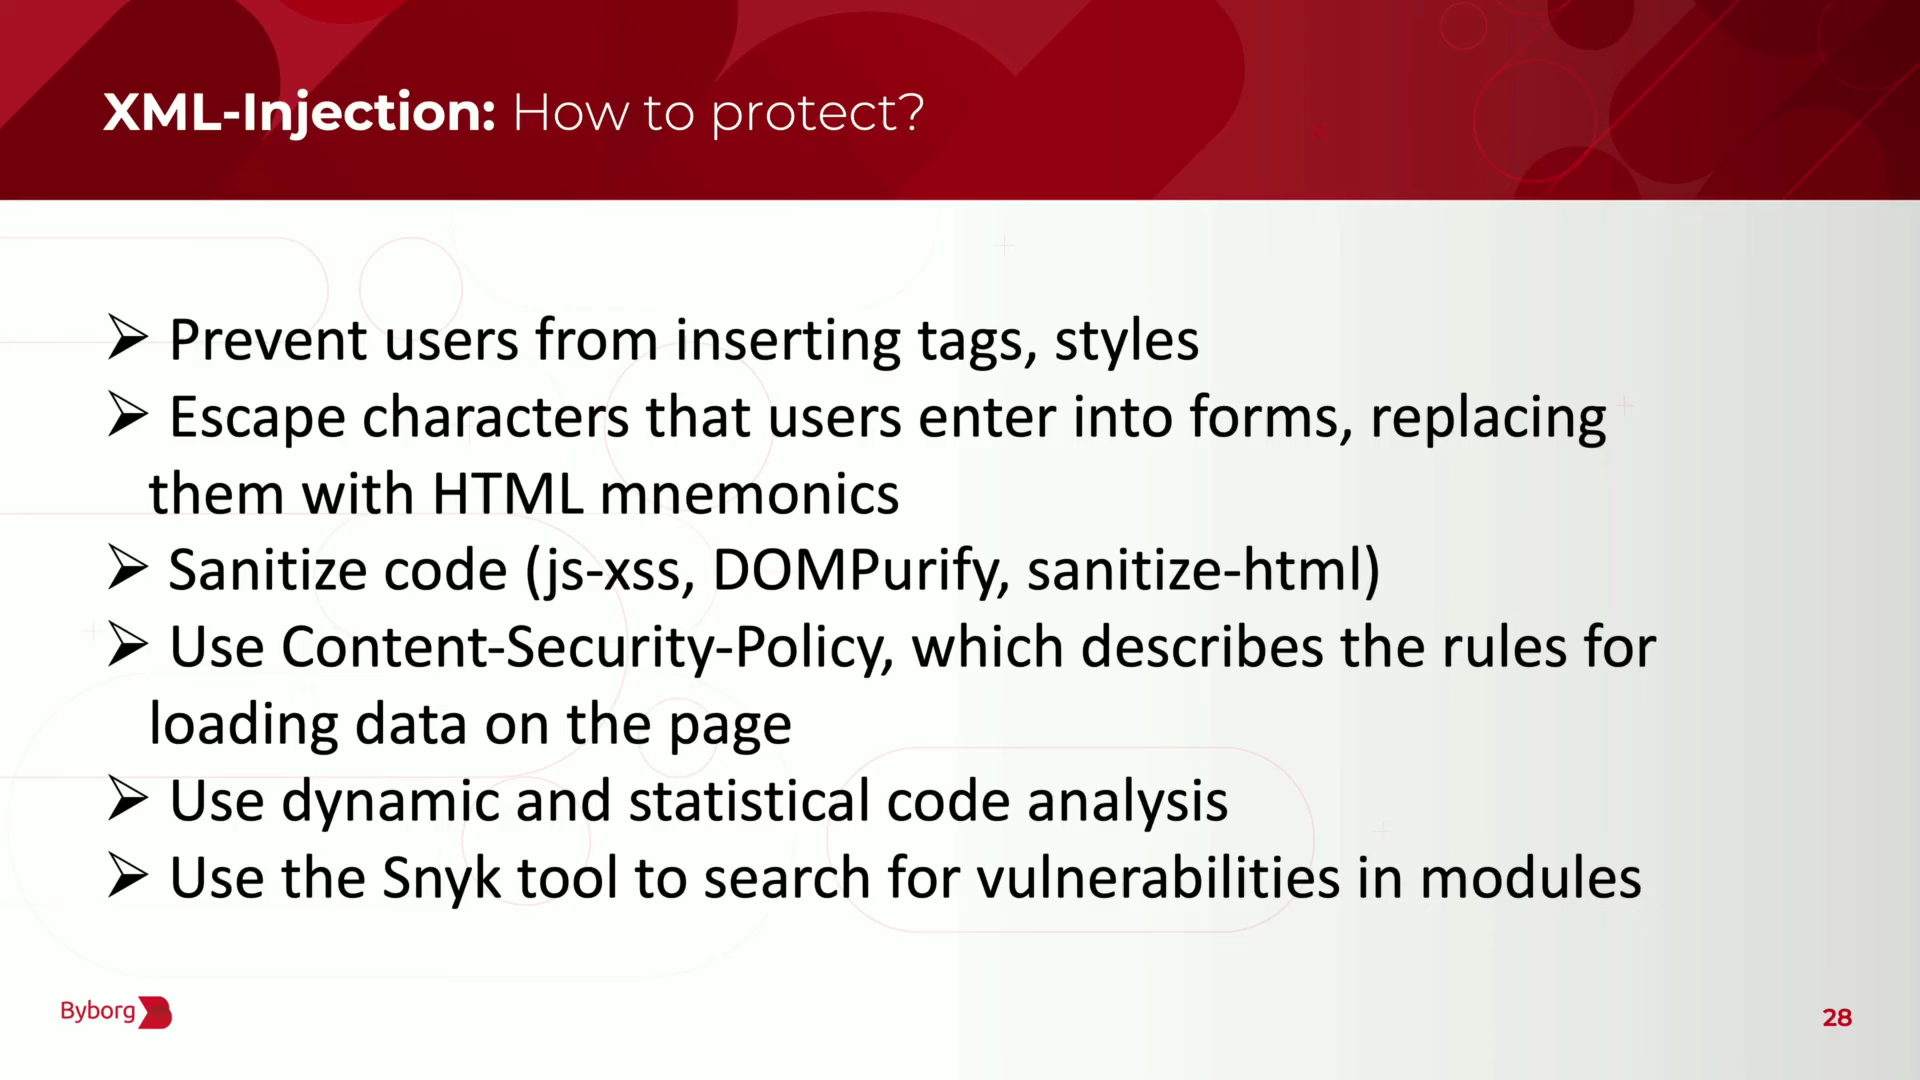 XML-Injection: How to protect?
➢ Prevent users from inserting tags, styles
➢ Escape characters that users enter into forms, replacing
them with HTML mnemonics
➢ Sanitize code (js-xss, DOMPurify, sanitize-html)
➢ Use Content-Security-Policy, which describes the rules for
loading data on the page
➢ Use dynamic and statistical code analysis
➢ Use the Snyk tool to search for vulnerabilities in modules
Byborg
28